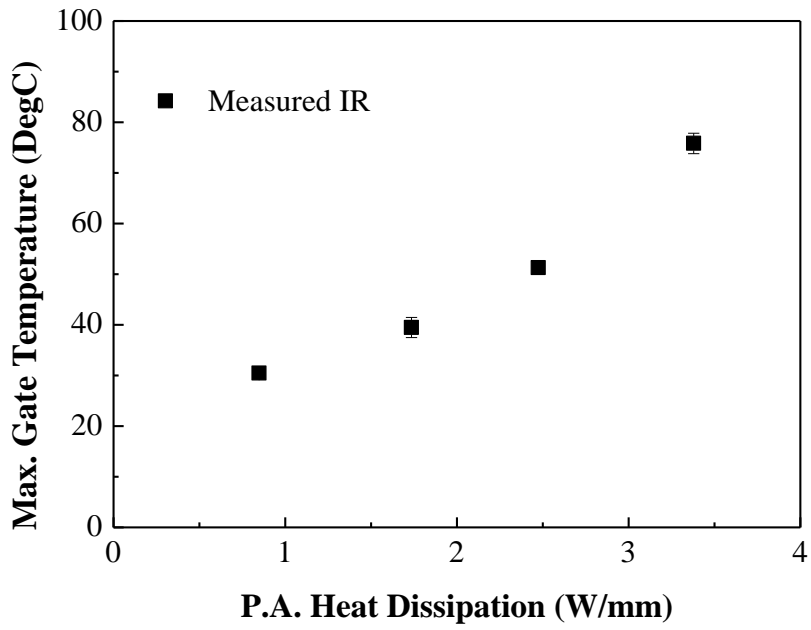 100
80
60
40
20
0
Max. Gate Temperature (DegC)
Measured IR
0 1 2 3 4
P.A. Heat Dissipation (W/mm)